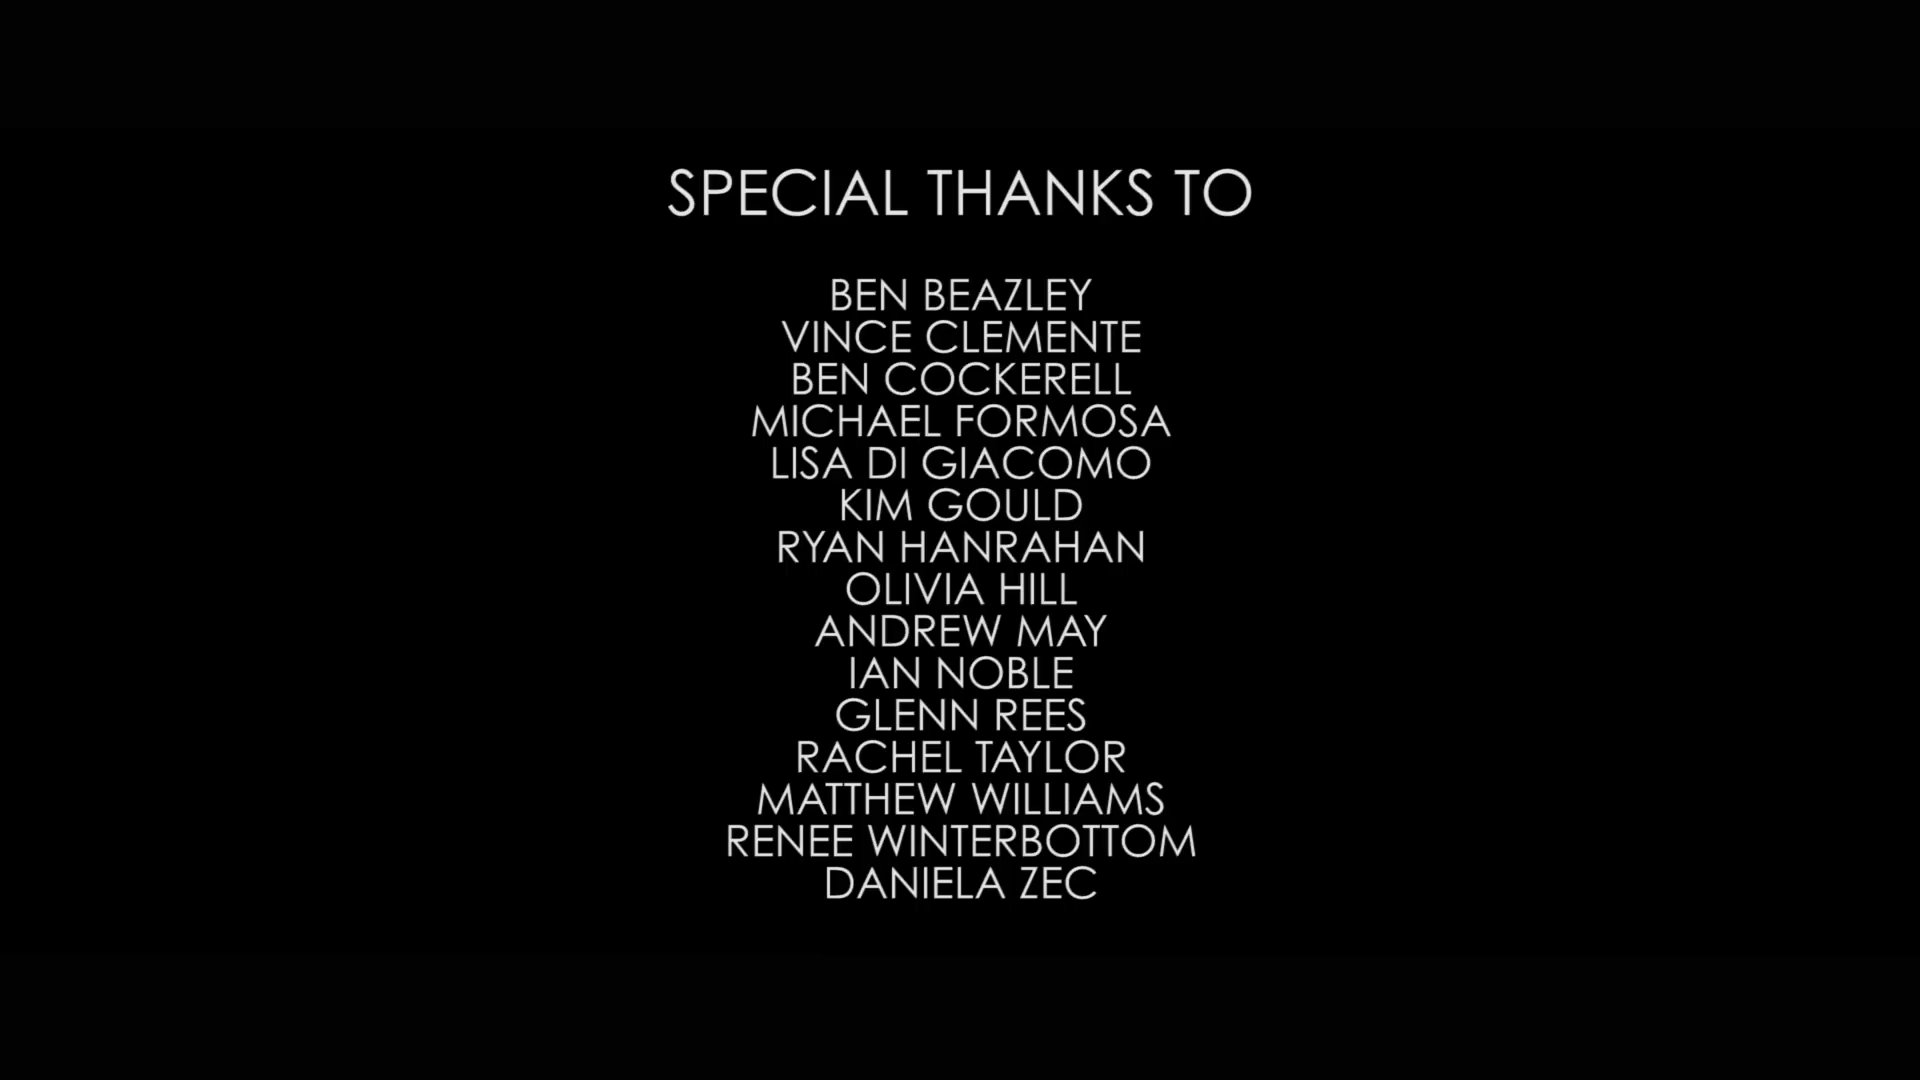 SPECIAL THANKS TO
BEN BEAZLEY
VINCE CLEMENTE
BEN COCKERELL
MICHAEL FORMOSA
LISA DI GIACOMO
KIM GOULD
RYAN HANRAHAN
OLIVIA HILL
ANDREW MAY
IAN NOBLE
GLENN REES
RACHEL TAYLOR
MATTHEW WILLIAMS
RENEE WINTERBOTTOM
DANIELA ZEC